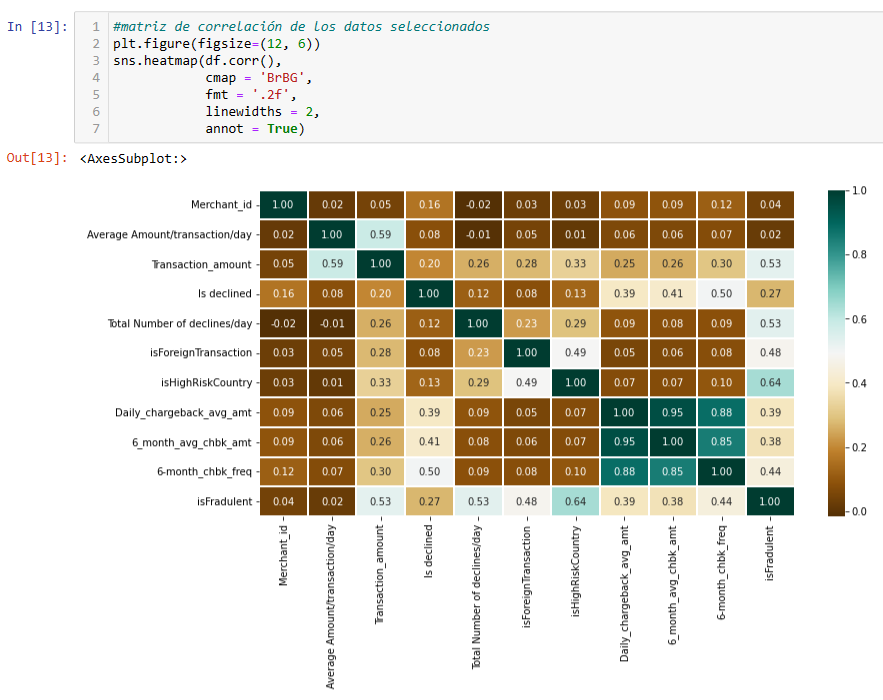 In [13]:
1 #matriz de correlación de los datos seleccionados
2 plt.figure(figsize=(12, 6))
3 sns.heatmap(df.corr(),
4             cmap = 'BrBG',
5             fmt = '.2f',
6             linewidths = 2,
7             annot = True)
Out[13]: <AxesSubplot:>
Merchant_id 1.00 0.02 0.05 0.16 -0.02 0.03 0.03 0.09 0.09 0.12 0.04
Average Amount/transaction/day 0.02 1.00 0.59 0.08 -0.01 0.05 0.01 0.06 0.06 0.07 0.02
Transaction_amount 0.05 0.59 1.00 0.20 0.26 0.28 0.33 0.25 0.26 0.30 0.53
Is declined 0.16 0.08 0.20 1.00 0.12 0.08 0.13 0.39 0.41 0.50 0.27
Total Number of declines/day -0.02 -0.01 0.26 0.12 1.00 0.23 0.29 0.09 0.08 0.09 0.53
isForeignTransaction 0.03 0.05 0.28 0.08 0.23 1.00 0.49 0.05 0.06 0.08 0.48
isHighRiskCountry 0.03 0.01 0.33 0.13 0.29 0.49 1.00 0.07 0.07 0.10 0.64
Daily_chargeback_avg_amt 0.09 0.06 0.25 0.39 0.09 0.05 0.07 1.00 0.95 0.88 0.39
6_month_avg_chbk_amt 0.09 0.06 0.26 0.41 0.08 0.06 0.07 0.95 1.00 0.85 0.38
6-month_chbk_freq 0.12 0.07 0.30 0.50 0.09 0.08 0.10 0.88 0.85 1.00 0.44
isFradulent 0.04 0.02 0.53 0.27 0.53 0.48 0.64 0.39 0.38 0.44 1.00
Merchant_id
Average Amount/transaction/day
Transaction_amount
Is declined
Total Number of declines/day
isForeignTransaction
isHighRiskCountry
Daily_chargeback_avg_amt
6_month_avg_chbk_amt
6-month_chbk_freq
isFradulent
1.0
0.8
0.6
0.4
0.2
0.0